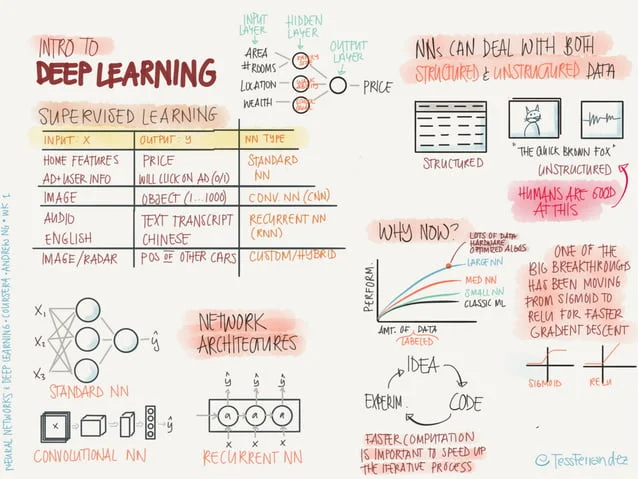 INTRO TO
DEEP LEARNING
INPUT LAYER
HIDDEN LAYER
OUTPUT LAYER
AREA
# ROOMS
LOCATION
WEALTH
PRICE
SUPERVISED LEARNING
INPUT: X OUTPUT: Y NN TYPE
HOME FEATURES PRICE STANDARD
AD+USER INFO WILL CLICK ON AD (0/1) NN
IMAGE OBJECT (1...1000) CONV. NN (CNN)
AUDIO TEXT TRANSCRIPT RECURRENT NN
ENGLISH CHINESE (RNN)
IMAGE/RADAR POS OF OTHER CARS CUSTOM/HYBRID
X1
X2
X3
ŷ
STANDARD NN
X
ŷ
CONVOLUTIONAL NN
NETWORK
ARCHITECTURES
ŷ ŷ ŷ
a a a
X X X
RECURRENT NN
NNs CAN DEAL WITH BOTH
STRUCTURED & UNSTRUCTURED DATA
STRUCTURED
"THE QUICK BROWN FOX"
UNSTRUCTURED
HUMANS ARE GOOD
AT THIS
WHY NOW?
LOTS OF DATA
HARDWARE
OPTIMIZED ALGOS.
LARGE NN
MED NN
SMALL NN
CLASSIC ML
PERFORM.
AMT. OF DATA
LABELED
IDEA
CODE
EXPERIM.
FASTER COMPUTATION
IS IMPORTANT TO SPEED UP
THE ITERATIVE PROCESS
ONE OF THE
BIG BREAKTHROUGHS
HAS BEEN MOVING
FROM SIGMOID TO
RELU FOR FASTER
GRADIENT DESCENT
SIGMOID
RELU
@TessFerrandez
NEURAL NETWORKS & DEEP LEARNING • COURSERA • ANDREW NG • WK 1